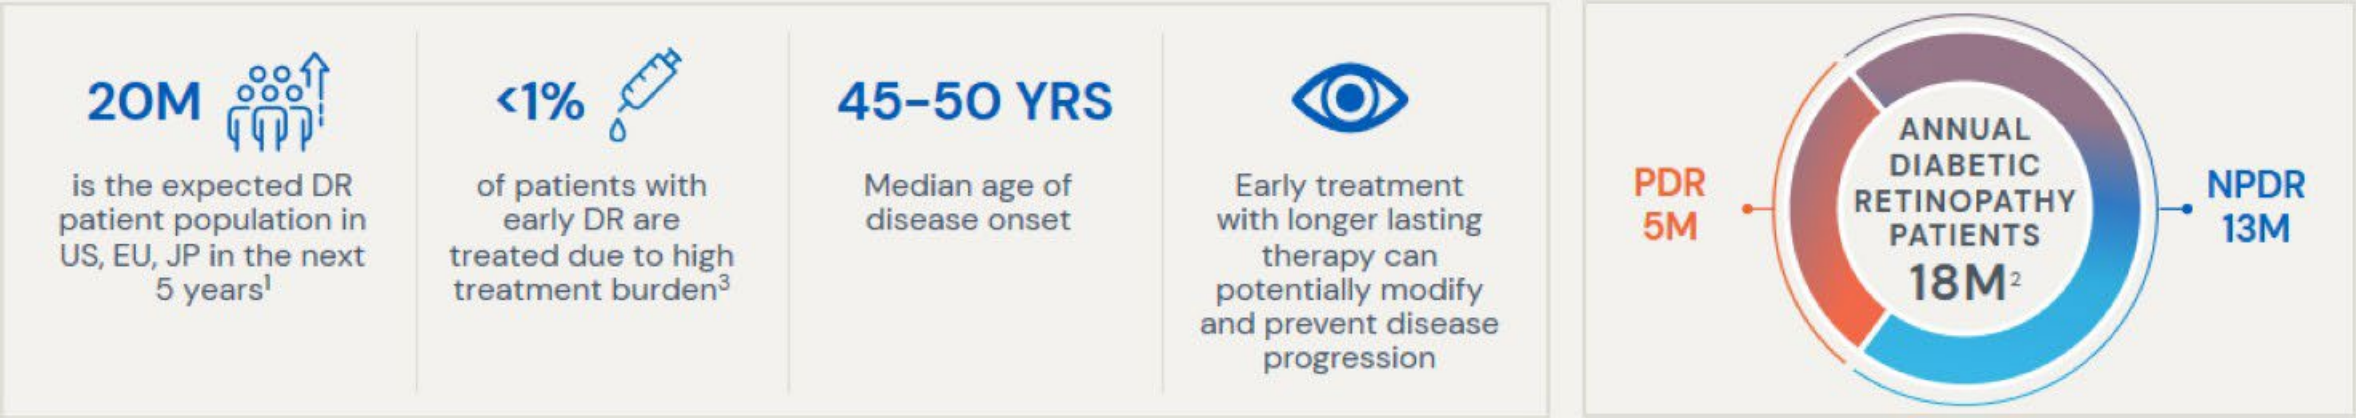 20M
is the expected DR
patient population in
US, EU, JP in the next
5 years¹
<1%
of patients with
early DR are
treated due to high
treatment burden³
45-50 YRS
Median age of
disease onset
Early treatment
with longer lasting
therapy can
potentially modify
and prevent disease
progression
PDR
5M
ANNUAL
DIABETIC
RETINOPATHY
PATIENTS
18M²
NPDR
13M